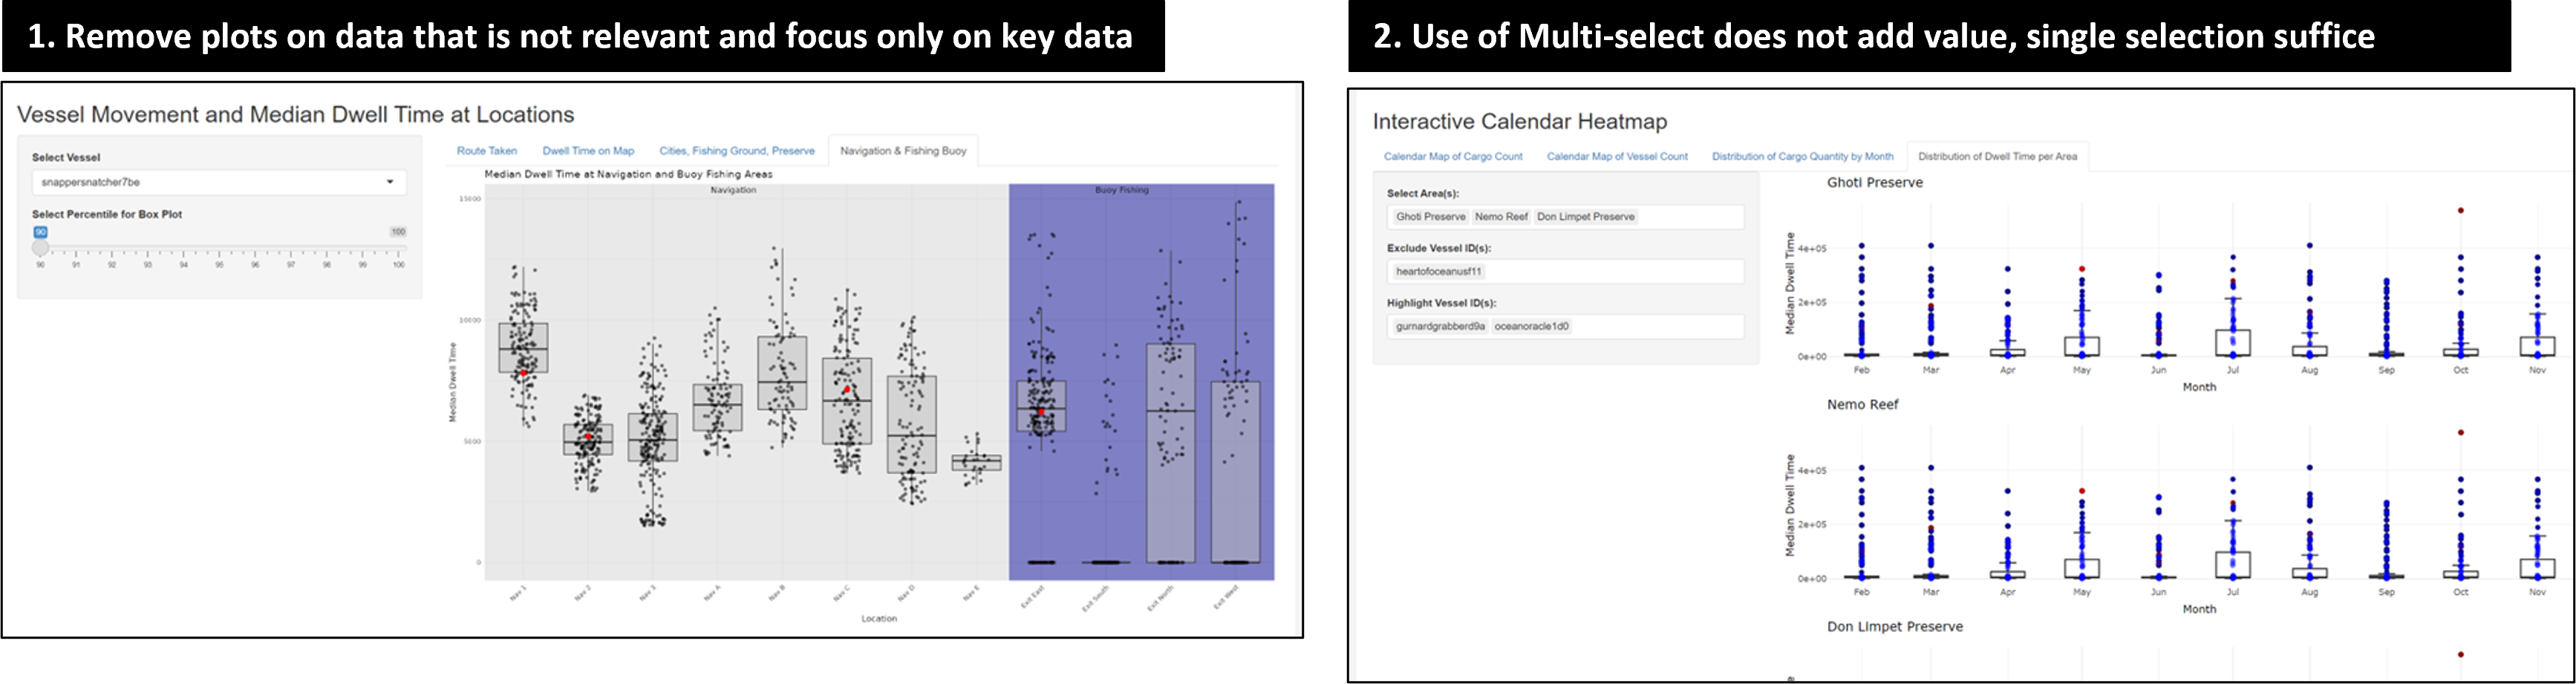 1. Remove plots on data that is not relevant and focus only on key data
Vessel Movement and Median Dwell Time at Locations
Select Vessel
snappersnatcher7be
Select Percentile for Box Plot
90 100
90 91 92 93 94 95 96 97 98 99 100
Route Taken Dwell Time on Map Cities, Fishing Ground, Preserve Navigation & Fishing Buoy
Median Dwell Time at Navigation and Buoy Fishing Areas
Navigation Buoy Fishing
Median Dwell Time
15000
10000
5000
0
Nav 1 Nav 2 Nav 3 Nav A Nav B Nav C Nav D Nav E Exit East Exit South Exit North Exit West
Location
2. Use of Multi-select does not add value, single selection suffice
Interactive Calendar Heatmap
Calendar Map of Cargo Count Calendar Map of Vessel Count Distribution of Cargo Quantity by Month Distribution of Dwell Time per Area
Select Area(s):
Ghoti Preserve Nemo Reef Don Limpet Preserve
Exclude Vessel ID(s):
heartofoceanusf11
Highlight Vessel ID(s):
gurnardgrabberd9a oceanoracle1d0
Ghoti Preserve
Median Dwell Time
4e+05
2e+05
0e+00
Feb Mar Apr May Jun Jul Aug Sep Oct Nov
Month
Nemo Reef
Median Dwell Time
4e+05
2e+05
0e+00
Feb Mar Apr May Jun Jul Aug Sep Oct Nov
Month
Don Limpet Preserve